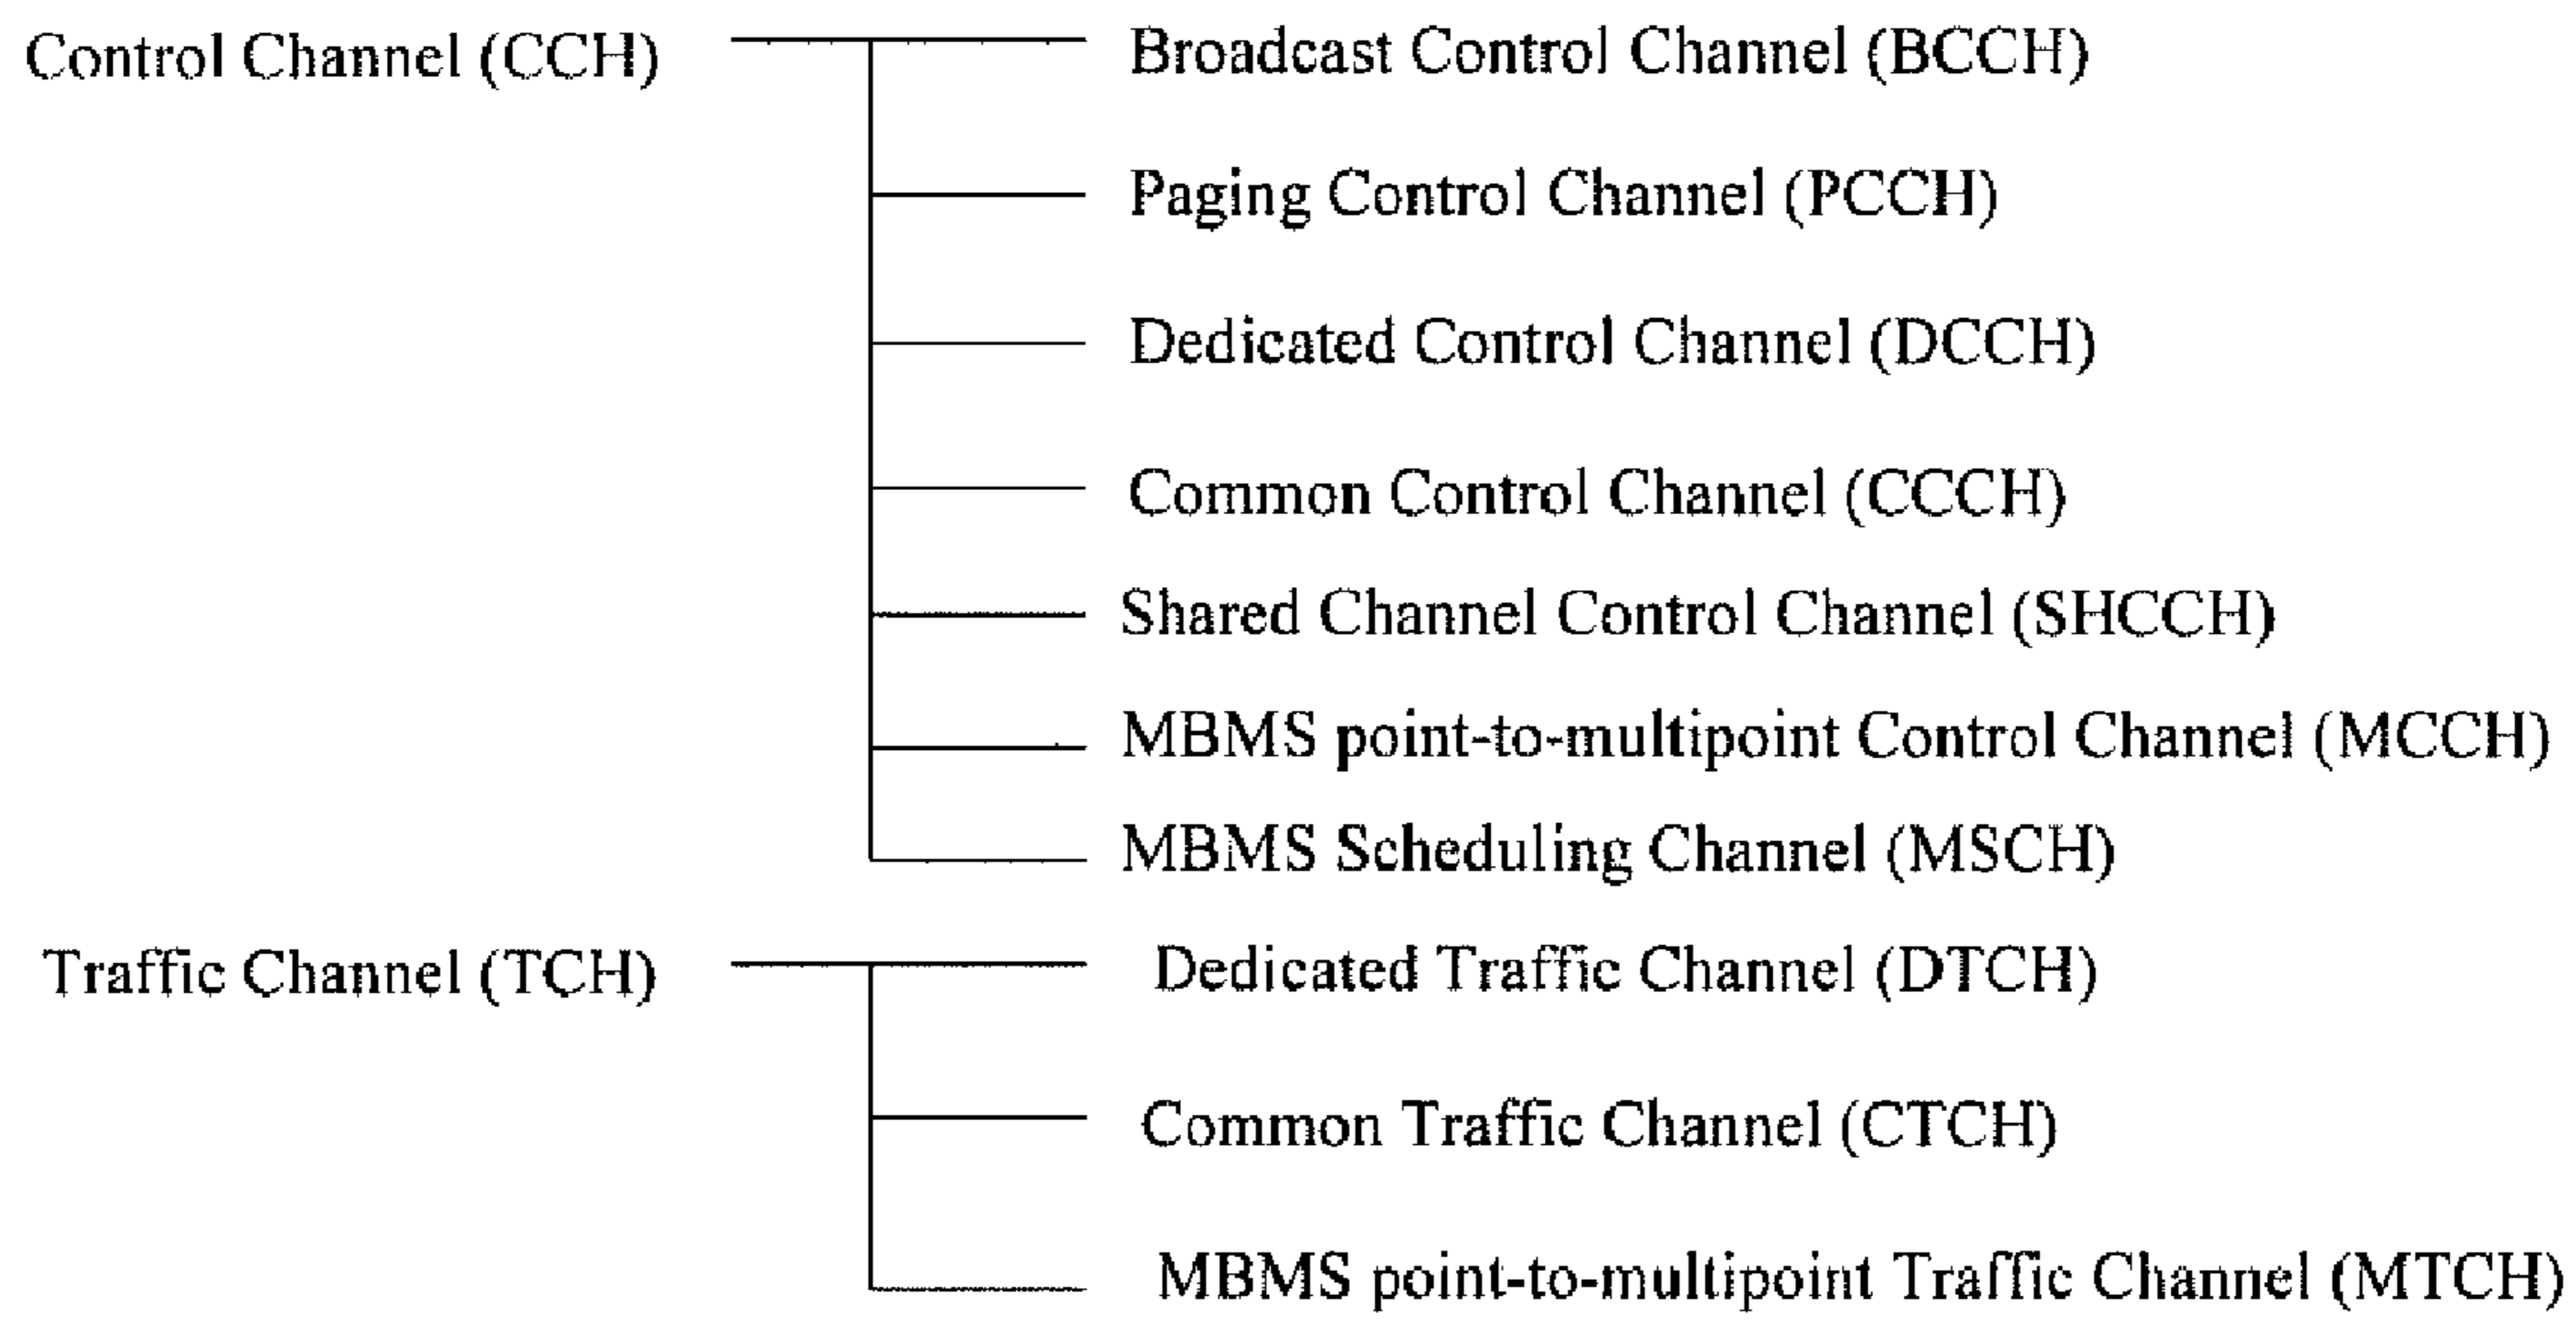 Control Channel (CCH)
Broadcast Control Channel (BCCH)
Paging Control Channel (PCCH)
Dedicated Control Channel (DCCH)
Common Control Channel (CCCH)
Shared Channel Control Channel (SHCCH)
MBMS point-to-multipoint Control Channel (MCCH)
MBMS Scheduling Channel (MSCH)
Traffic Channel (TCH)
Dedicated Traffic Channel (DTCH)
Common Traffic Channel (CTCH)
MBMS point-to-multipoint Traffic Channel (MTCH)